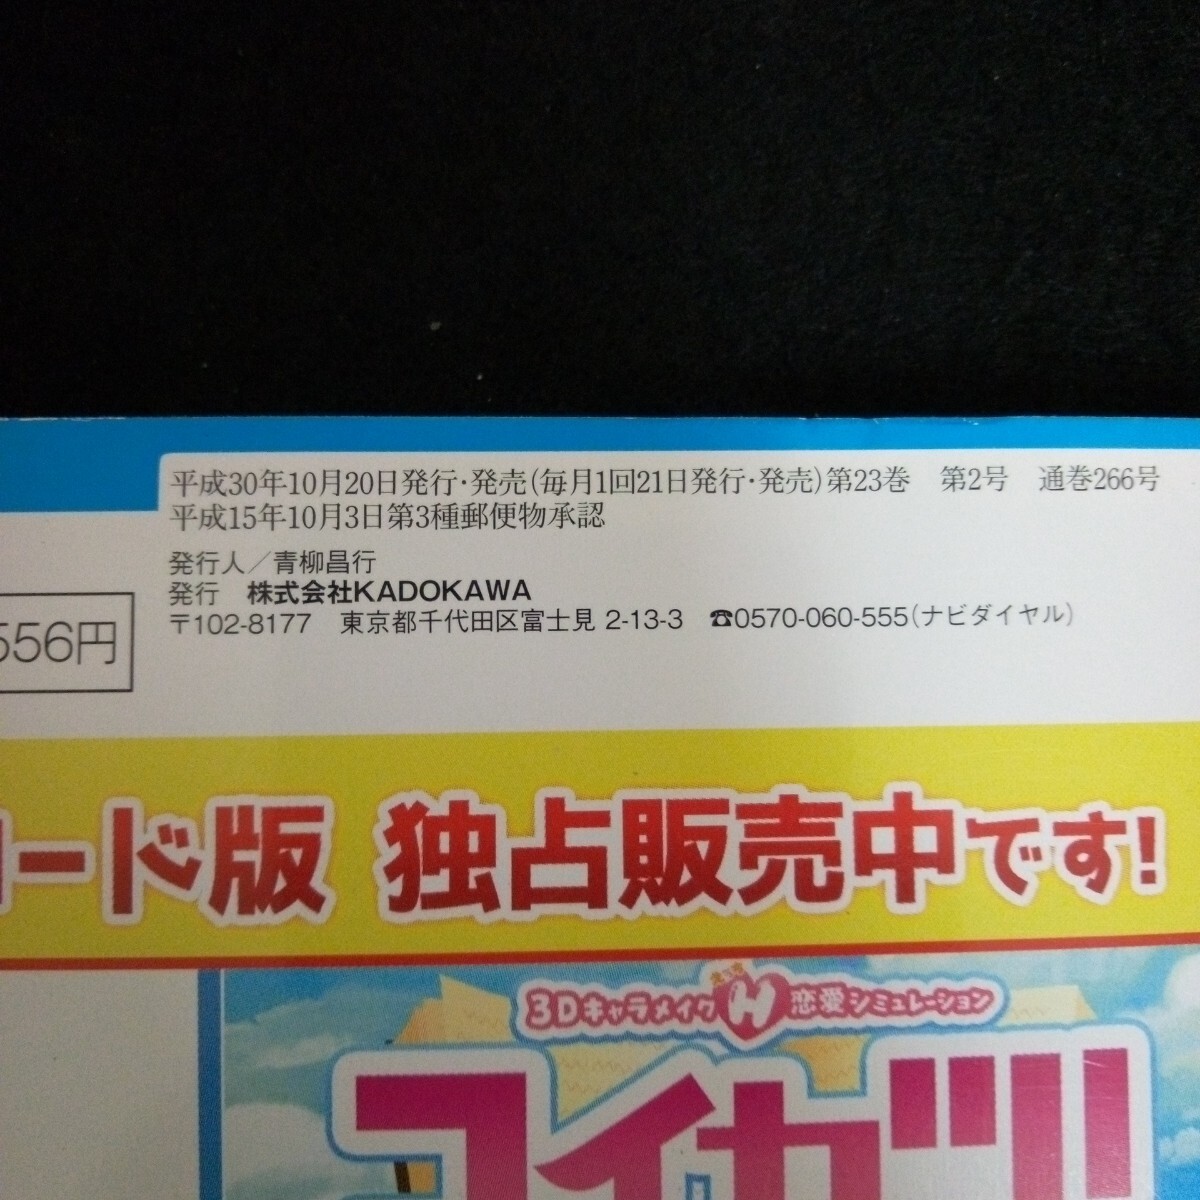 平成30年10月20日発行・発売(毎月1回21日発行・発売)第23巻　第2号　通巻266号
平成15年10月3日第3種郵便物承認
発行人／青柳昌行
発行　株式会社KADOKAWA
〒102-8177　東京都千代田区富士見 2-13-3　☎0570-060-555(ナビダイヤル)
556円
ード版 独占販売中です!
3Dキャラメイク H 恋愛シミュレーション
コイカツ!